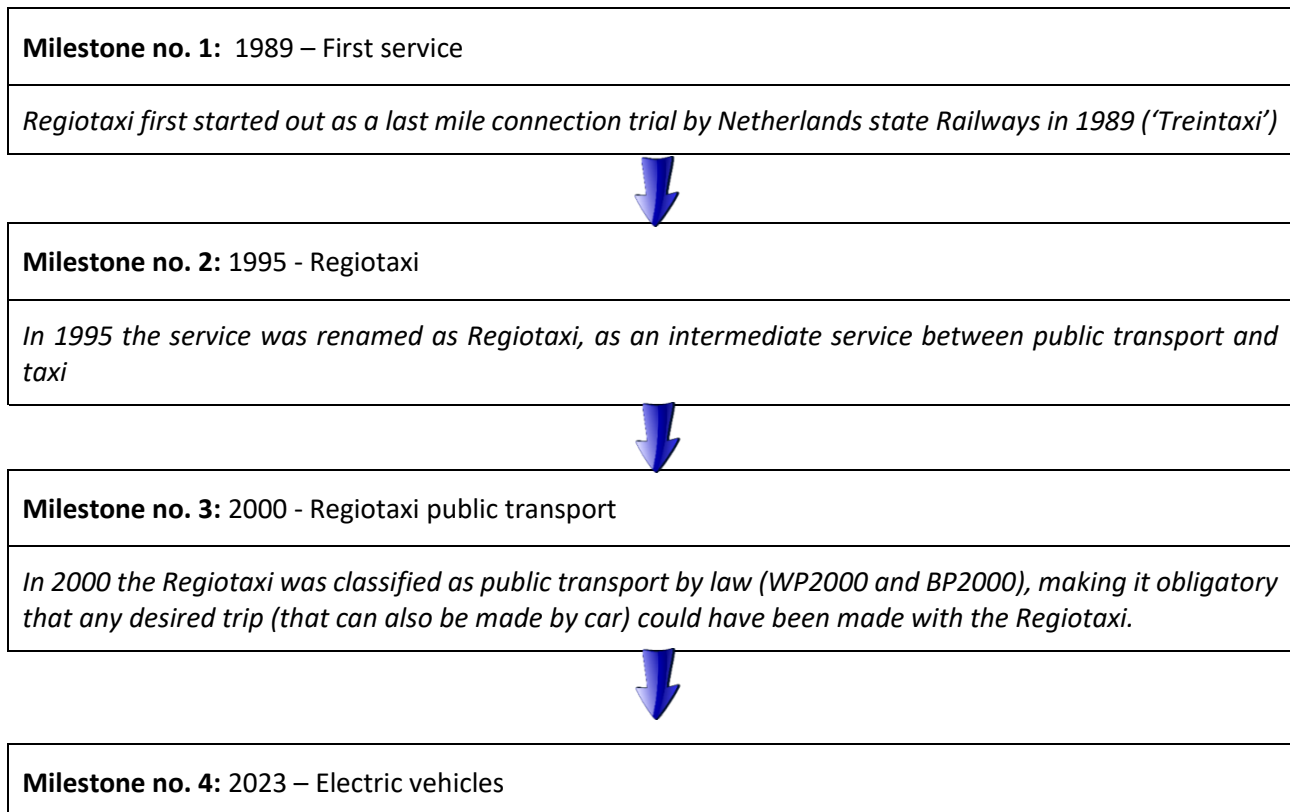 Milestone no. 1:  1989 – First service
Regiotaxi first started out as a last mile connection trial by Netherlands state Railways in 1989 (‘Treintaxi’)
Milestone no. 2: 1995 - Regiotaxi
In 1995 the service was renamed as Regiotaxi, as an intermediate service between public transport and
taxi
Milestone no. 3: 2000 - Regiotaxi public transport
In 2000 the Regiotaxi was classified as public transport by law (WP2000 and BP2000), making it obligatory
that any desired trip (that can also be made by car) could have been made with the Regiotaxi.
Milestone no. 4: 2023 – Electric vehicles